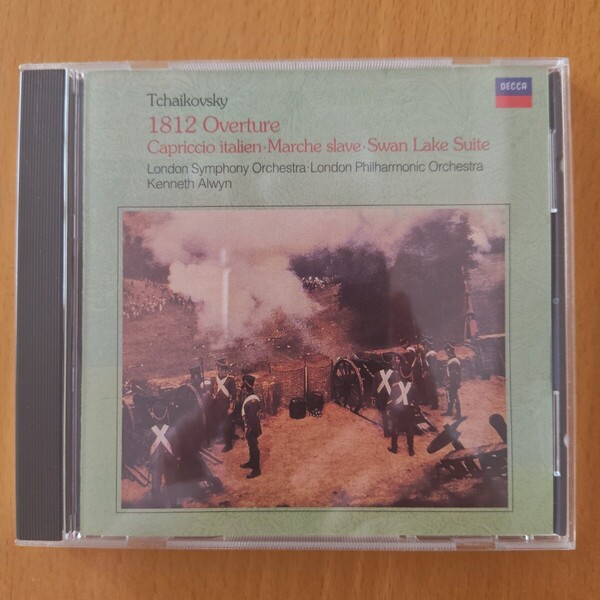 DECCA
Tchaikovsky
1812 Overture
Capriccio italien·Marche slave·Swan Lake Suite
London Symphony Orchestra·London Philharmonic Orchestra
Kenneth Alwyn